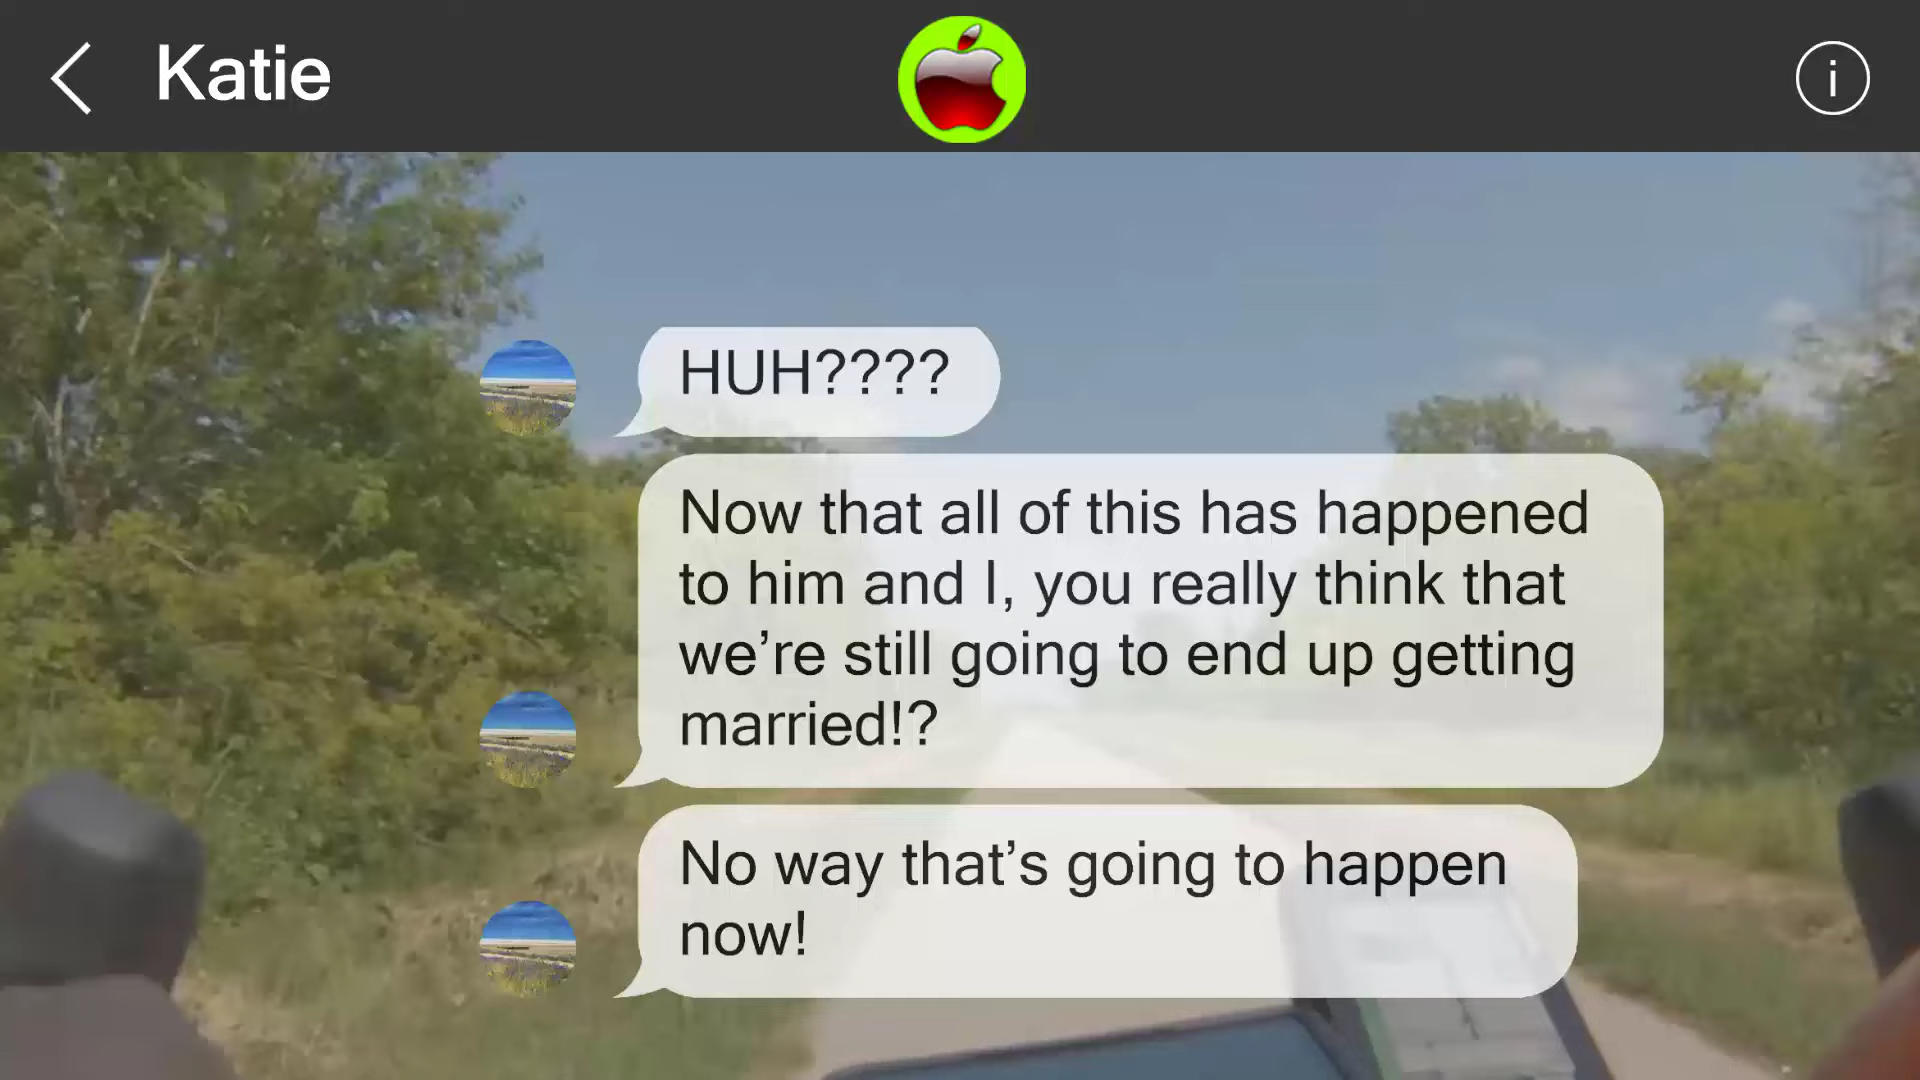 Katie
i
HUH????
Now that all of this has happened
to him and I, you really think that
we’re still going to end up getting
married!?
No way that’s going to happen
now!